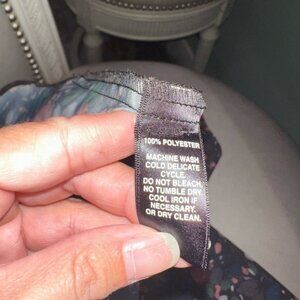 100% POLYESTER
MACHINE WASH
COLD DELICATE
CYCLE.
DO NOT BLEACH.
NO TUMBLE DRY.
COOL IRON IF
NECESSARY.
OR DRY CLEAN.